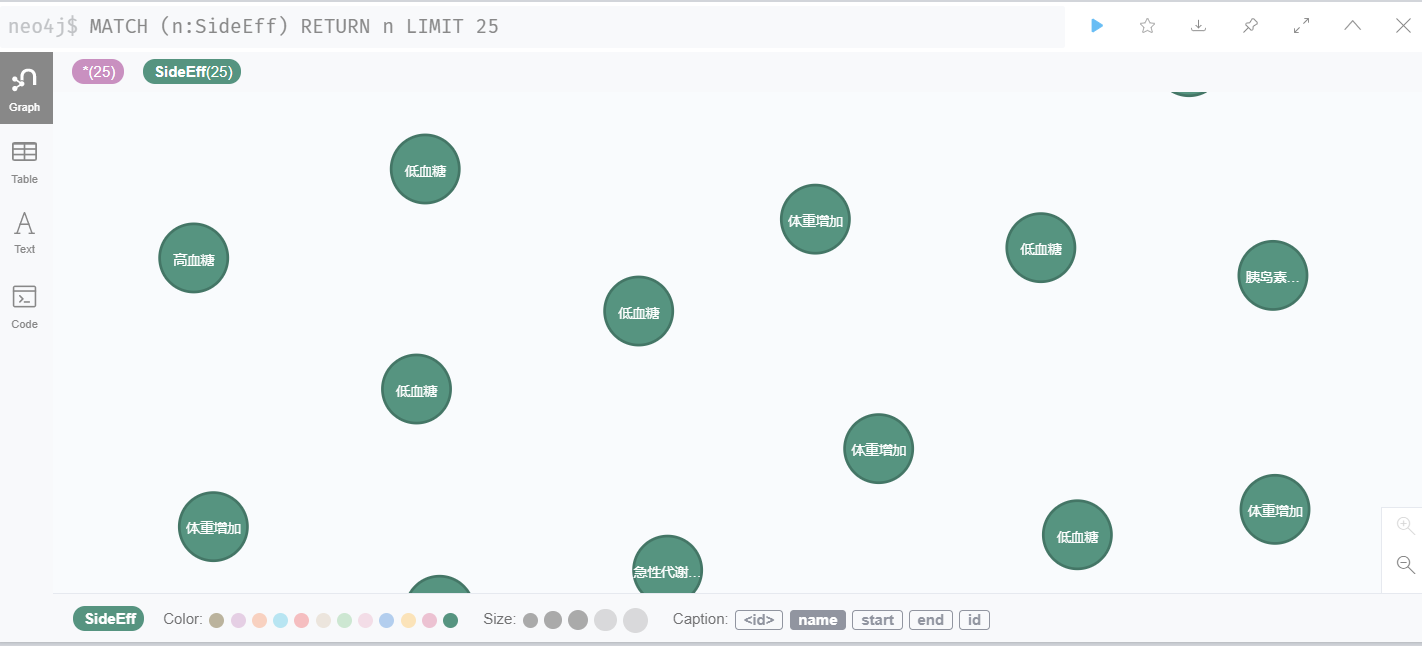 neo4j$ MATCH (n:SideEff) RETURN n LIMIT 25
*(25) SideEff(25)
Graph
Table
Text
Code
低血糖
体重增加
低血糖
高血糖
胰岛素…
低血糖
低血糖
体重增加
体重增加
体重增加
低血糖
急性代谢…
SideEff Color: Size: Caption: <id> name start end id